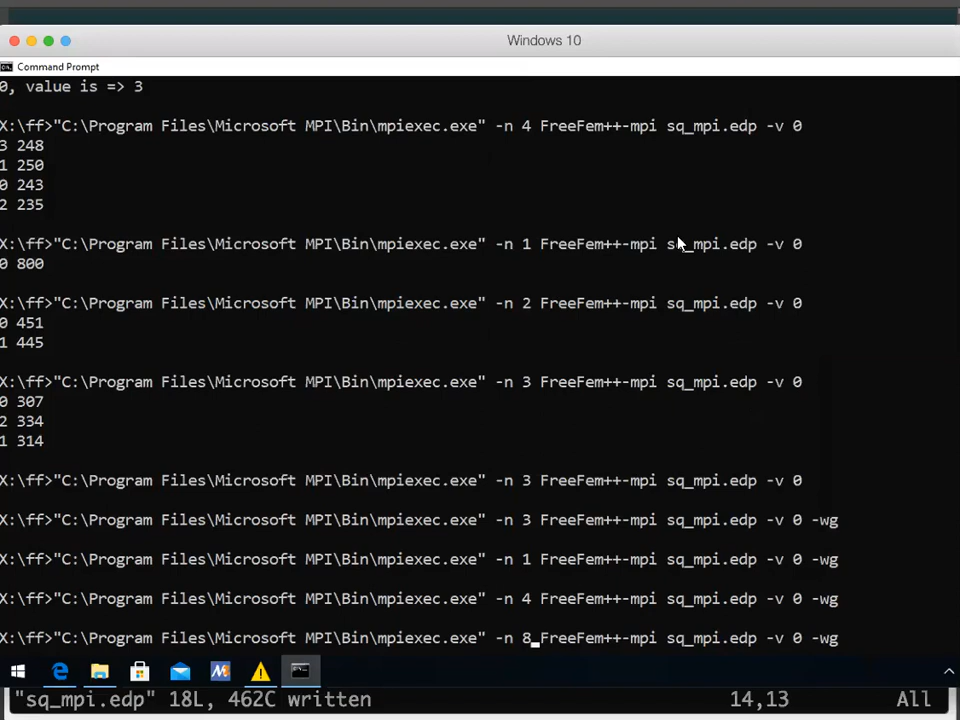 Windows 10
Command Prompt
0, value is => 3
X:\ff>"C:\Program Files\Microsoft MPI\Bin\mpiexec.exe" -n 4 FreeFem++-mpi sq_mpi.edp -v 0
3 248
1 250
0 243
2 235
X:\ff>"C:\Program Files\Microsoft MPI\Bin\mpiexec.exe" -n 1 FreeFem++-mpi sq_mpi.edp -v 0
0 800
X:\ff>"C:\Program Files\Microsoft MPI\Bin\mpiexec.exe" -n 2 FreeFem++-mpi sq_mpi.edp -v 0
0 451
1 445
X:\ff>"C:\Program Files\Microsoft MPI\Bin\mpiexec.exe" -n 3 FreeFem++-mpi sq_mpi.edp -v 0
0 307
2 334
1 314
X:\ff>"C:\Program Files\Microsoft MPI\Bin\mpiexec.exe" -n 3 FreeFem++-mpi sq_mpi.edp -v 0
X:\ff>"C:\Program Files\Microsoft MPI\Bin\mpiexec.exe" -n 3 FreeFem++-mpi sq_mpi.edp -v 0 -wg
X:\ff>"C:\Program Files\Microsoft MPI\Bin\mpiexec.exe" -n 1 FreeFem++-mpi sq_mpi.edp -v 0 -wg
X:\ff>"C:\Program Files\Microsoft MPI\Bin\mpiexec.exe" -n 4 FreeFem++-mpi sq_mpi.edp -v 0 -wg
X:\ff>"C:\Program Files\Microsoft MPI\Bin\mpiexec.exe" -n 8 FreeFem++-mpi sq_mpi.edp -v 0 -wg
"sq_mpi.edp" 18L, 462C written 14,13 All